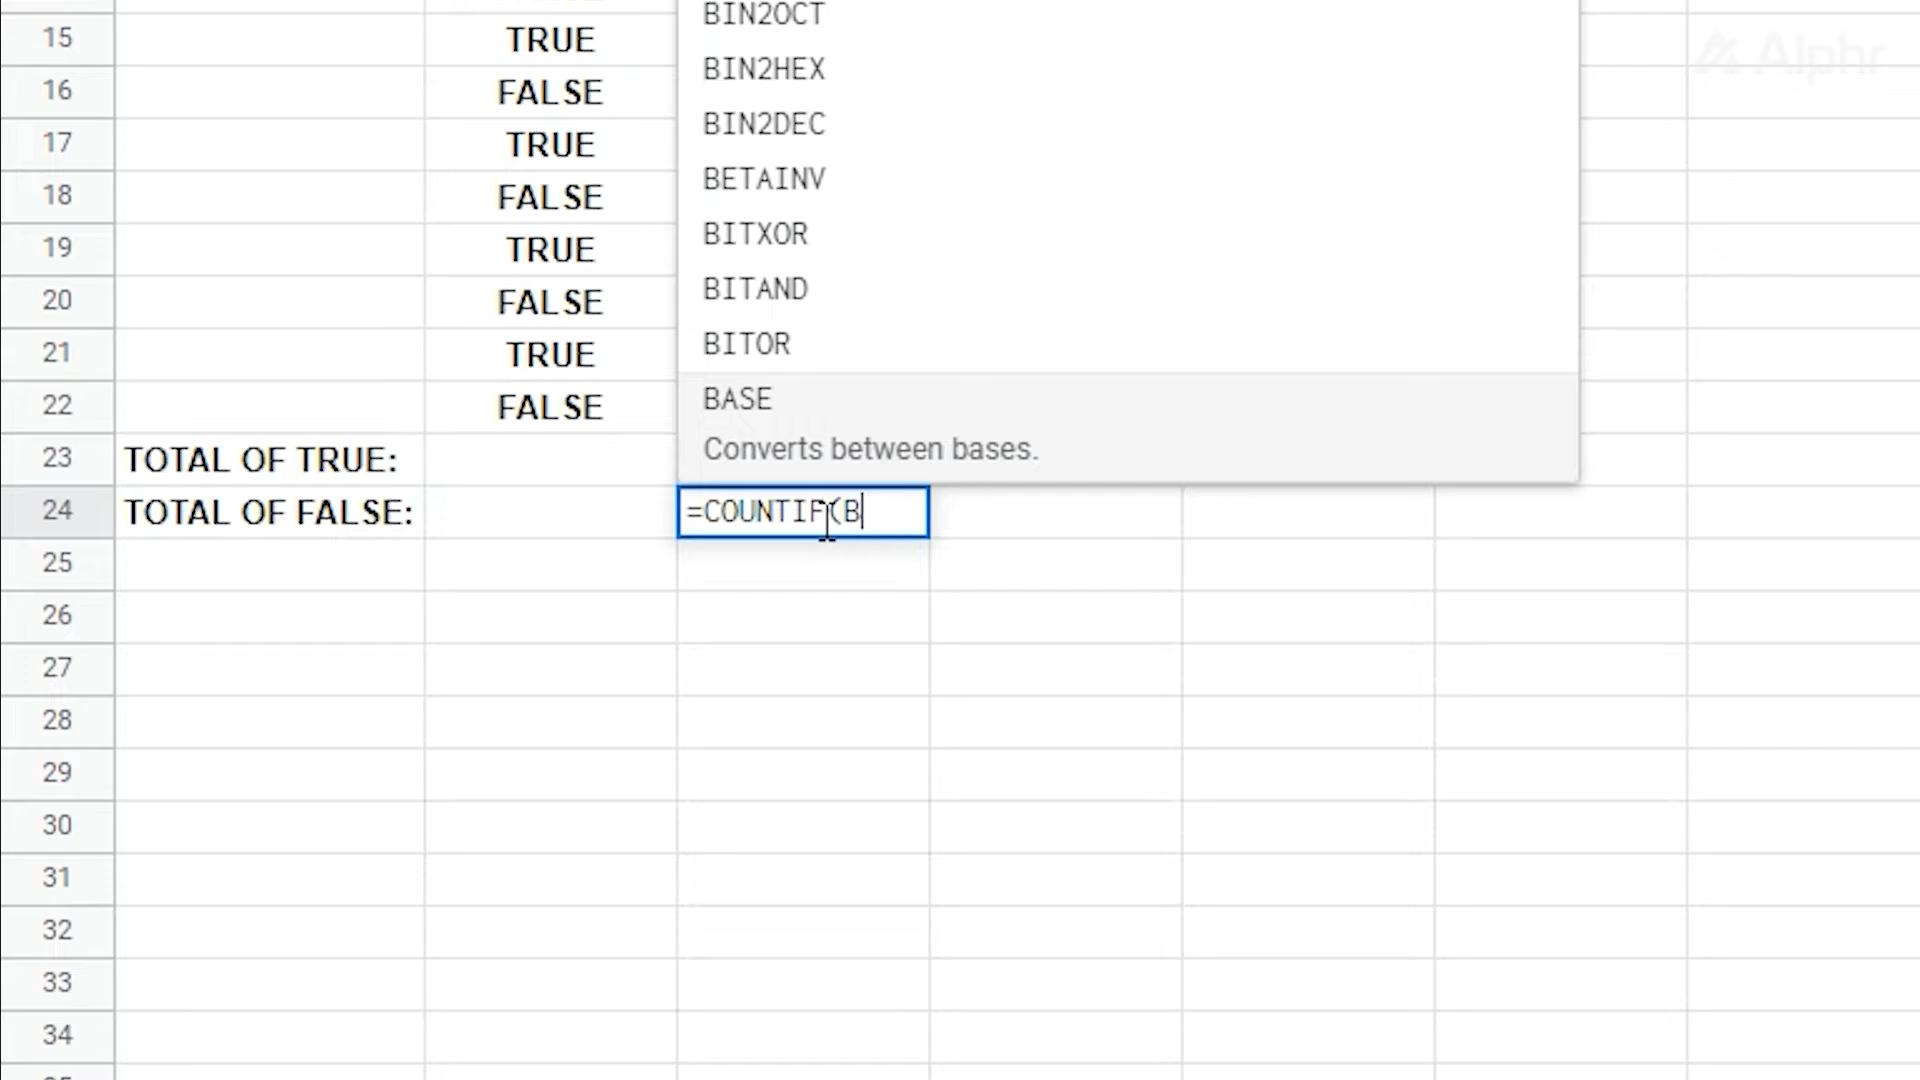 BIN2OCT
15 TRUE BIN2HEX Alphr
16 FALSE
17 TRUE BIN2DEC
18 FALSE BETAINV
19 TRUE BITXOR
20 FALSE BITAND
21 TRUE BITOR
22 FALSE BASE
23 TOTAL OF TRUE: Converts between bases.
24 TOTAL OF FALSE: =COUNTIF(B
25
26
27
28
29
30
31
32
33
34